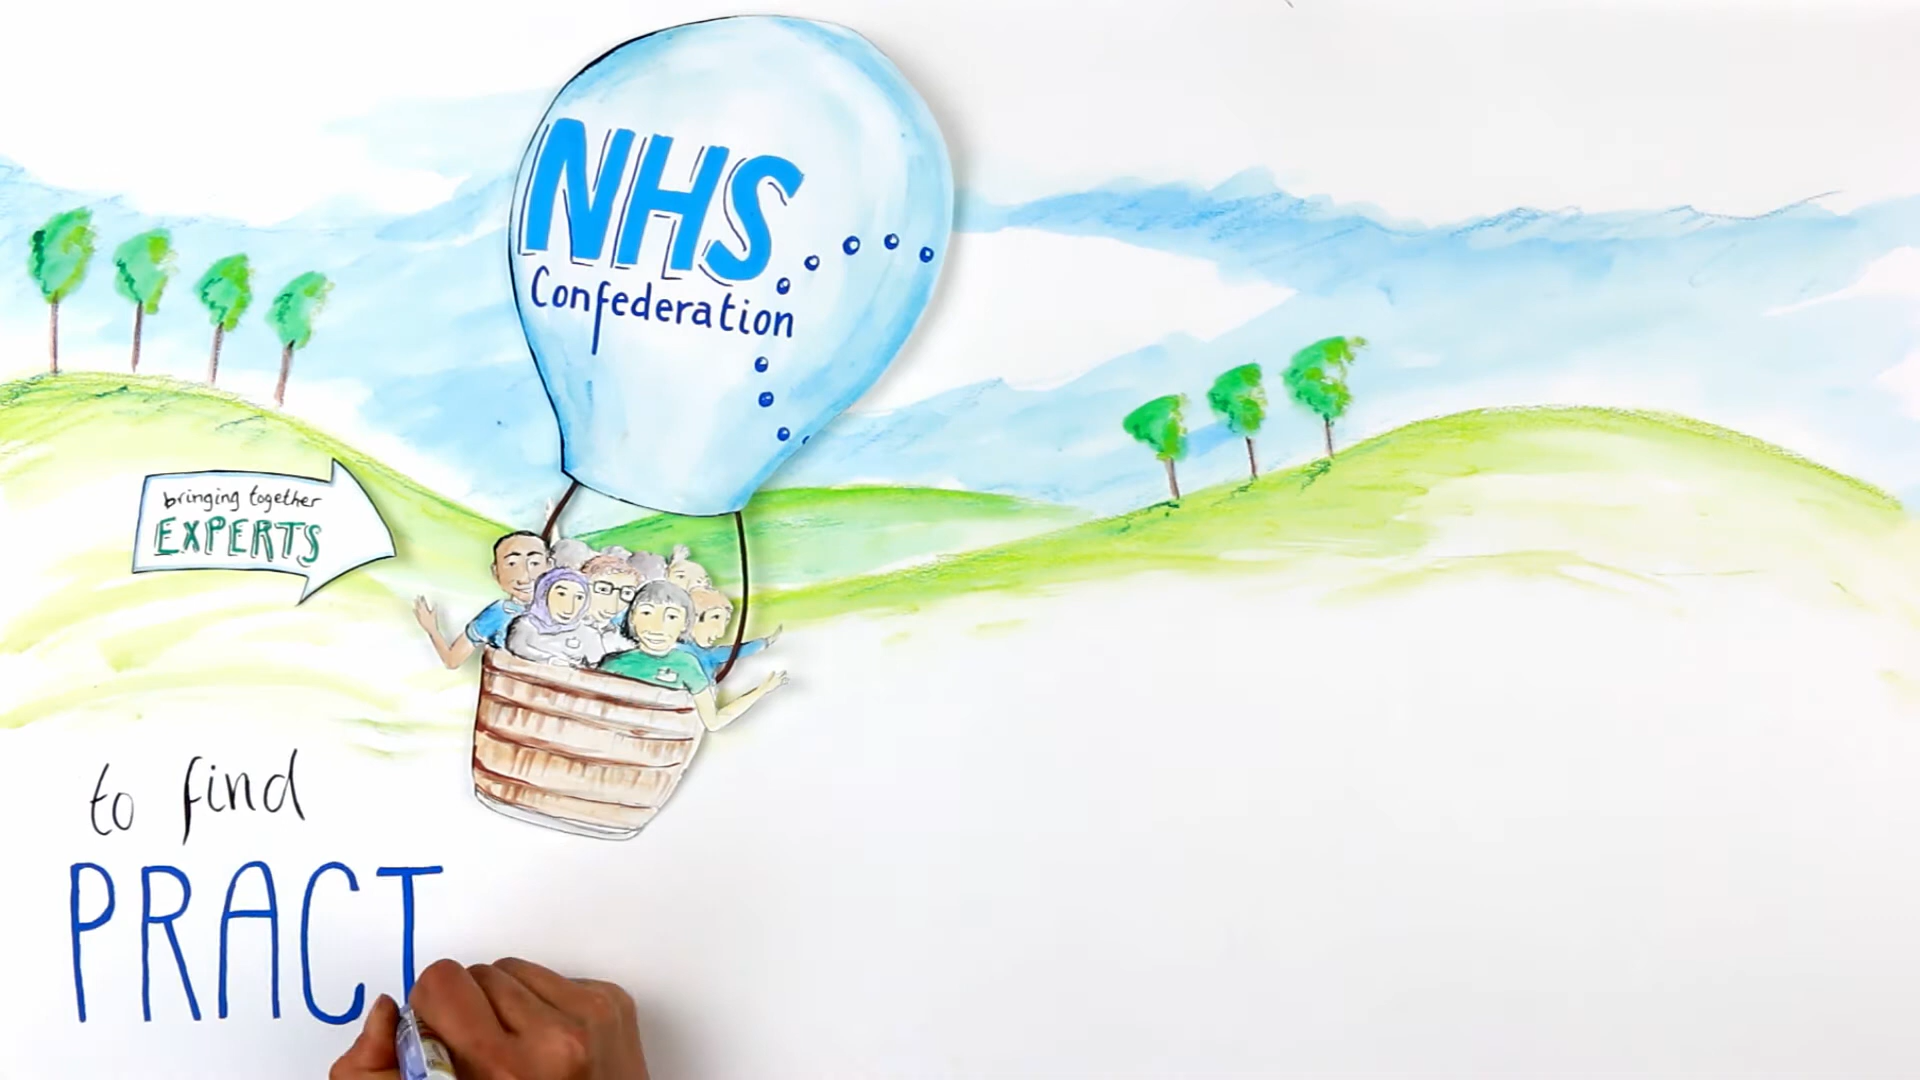 NHS
Confederation
bringing together
EXPERTS
to find
PRACT